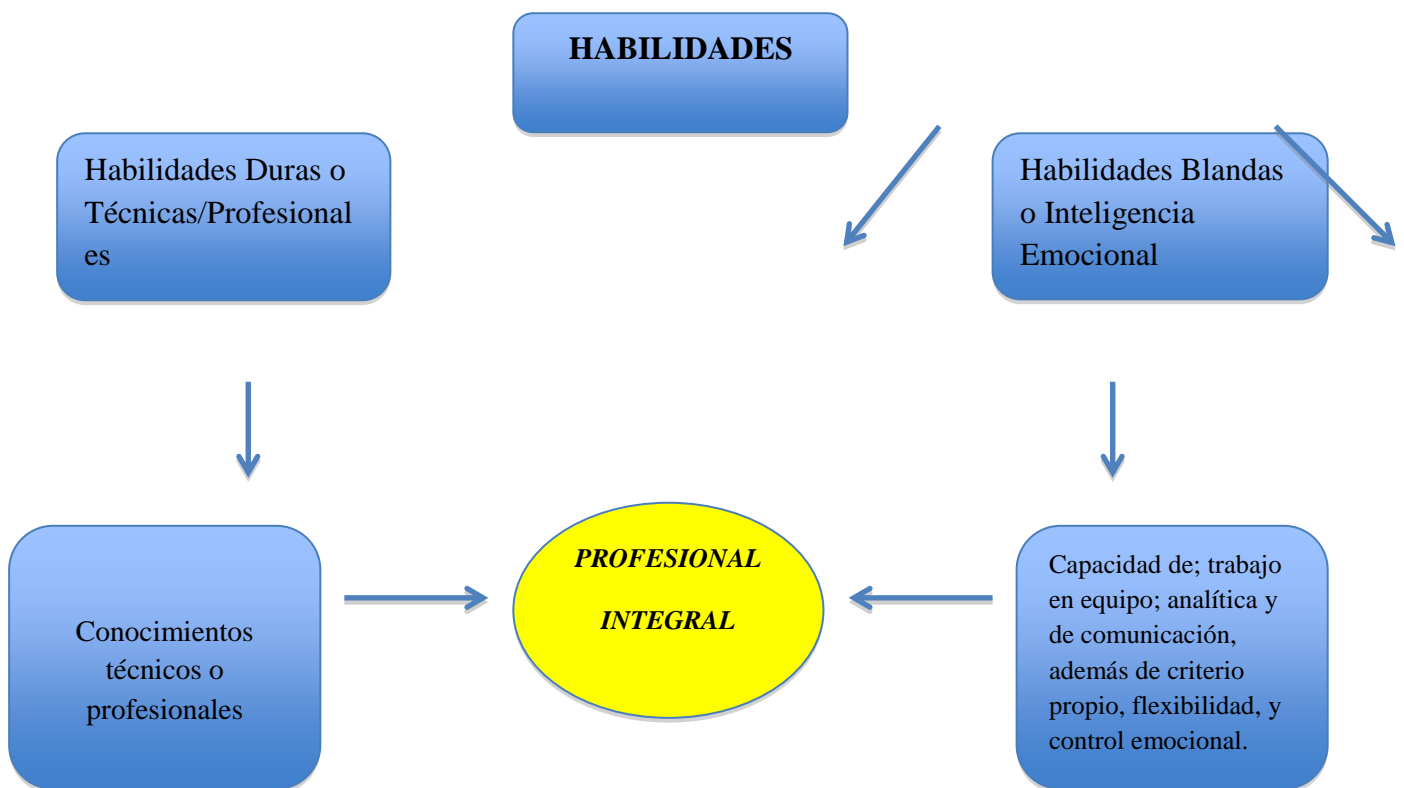 HABILIDADES
Habilidades Duras o
Técnicas/Profesional
es
Habilidades Blandas
o Inteligencia
Emocional
Conocimientos
técnicos o
profesionales
PROFESIONAL
INTEGRAL
Capacidad de; trabajo
en equipo; analítica y
de comunicación,
además de criterio
propio, flexibilidad, y
control emocional.